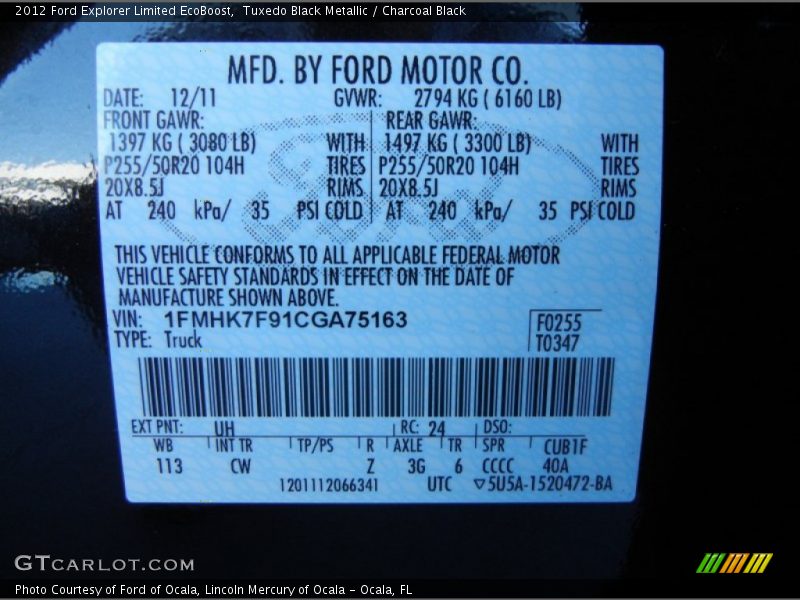 2012 Ford Explorer Limited EcoBoost,  Tuxedo Black Metallic / Charcoal Black
MFD. BY FORD MOTOR CO.
DATE: 12/11 GVWR: 2794 KG ( 6160 LB)
FRONT GAWR: REAR GAWR:
1397 KG ( 3080 LB) WITH 1497 KG ( 3300 LB) WITH
P255/50R20 104H TIRES P255/50R20 104H TIRES
20X8.5J RIMS 20X8.5J RIMS
AT 240 kPa/ 35 PSI COLD AT 240 kPa/ 35 PSI COLD
Ford
THIS VEHICLE CONFORMS TO ALL APPLICABLE FEDERAL MOTOR
VEHICLE SAFETY STANDARDS IN EFFECT ON THE DATE OF
MANUFACTURE SHOWN ABOVE.
VIN: 1FMHK7F91CGA75163 F0255
TYPE: Truck T0347
EXT PNT: UH RC: 24 DSO:
WB INT TR TP/PS R AXLE TR SPR CUB1F
113 CW Z 3G 6 CCCC 40A
1201112066341 UTC ▽5U5A-1520472-BA
GTCARLOT.COM
Photo Courtesy of Ford of Ocala, Lincoln Mercury of Ocala - Ocala, FL